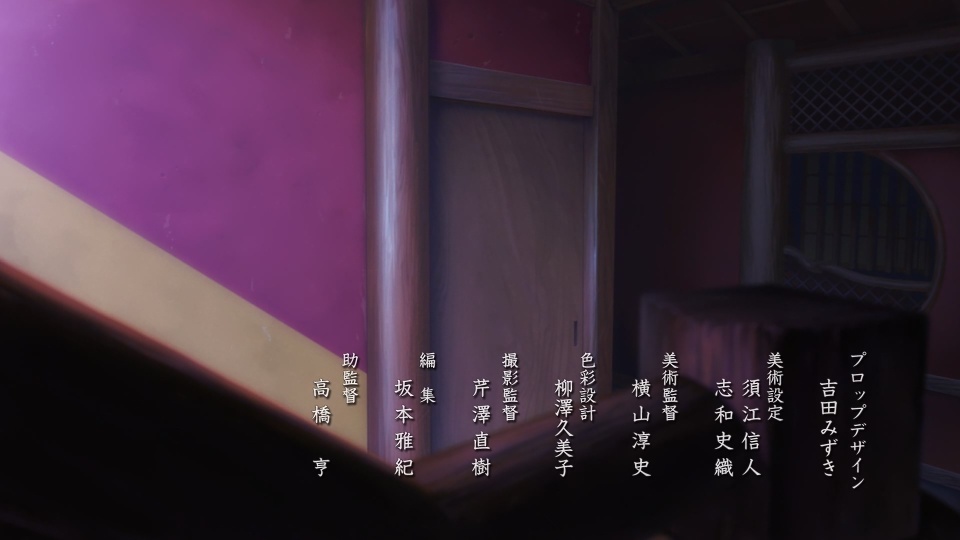 プロップデザイン
吉田みずき
美術設定
須江信人
志和史織
美術監督
横山淳史
色彩設計
柳澤久美子
撮影監督
芹澤直樹
編集
坂本雅紀
助監督
高橋亨